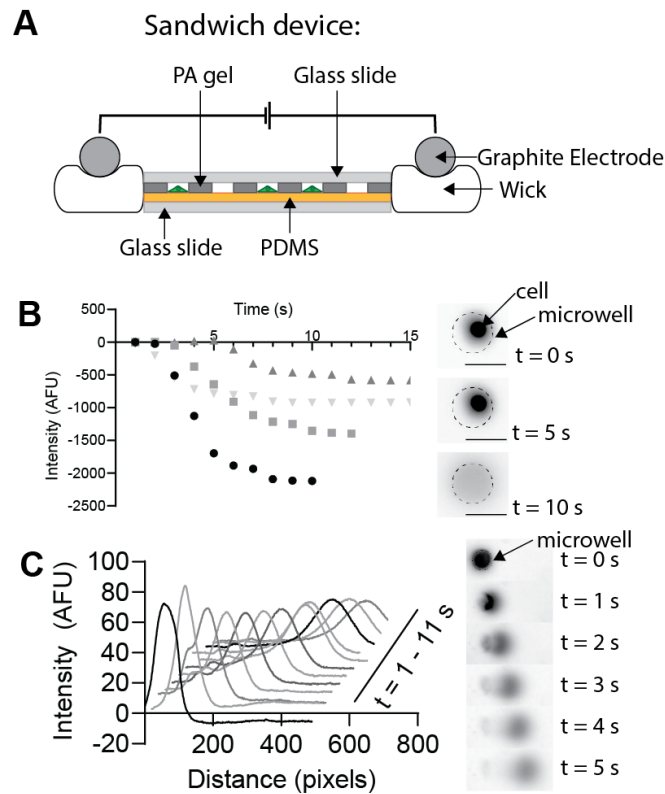 A
Sandwich device:
PA gel
Glass slide
Graphite Electrode
Wick
Glass slide
PDMS
B
Time (s)
500
0
-500
-1000
-1500
-2000
-2500
5
10
15
Intensity (AFU)
cell
microwell
t = 0 s
t = 5 s
t = 10 s
C
100
80
60
40
20
0
-20
Intensity (AFU)
200
400
600
800
Distance (pixels)
t = 1 - 11 s
microwell
t = 0 s
t = 1 s
t = 2 s
t = 3 s
t = 4 s
t = 5 s